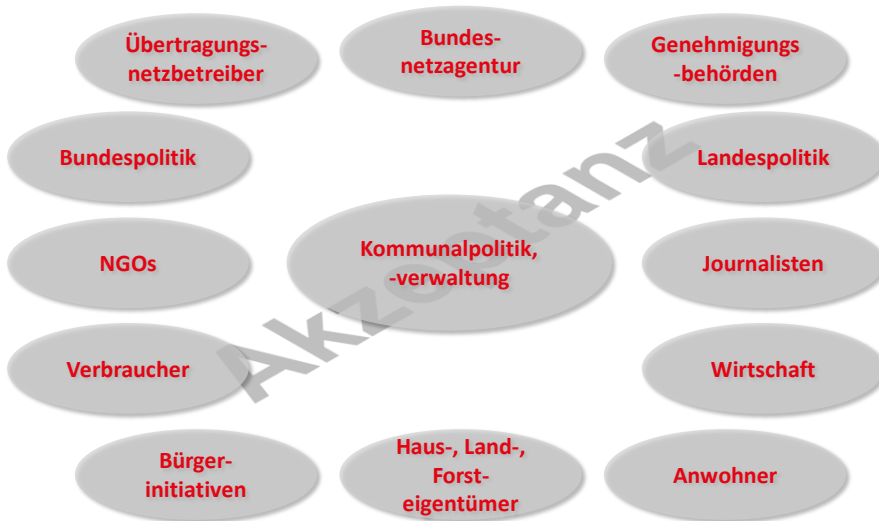 Übertragungs-
netzbetreiber
Bundes-
netzagentur
Genehmigungs
-behörden
Bundespolitik
Landespolitik
Akzeptanz
Kommunalpolitik,
-verwaltung
NGOs
Journalisten
Verbraucher
Wirtschaft
Bürger-
initiativen
Haus-, Land-,
Forst-
eigentümer
Anwohner